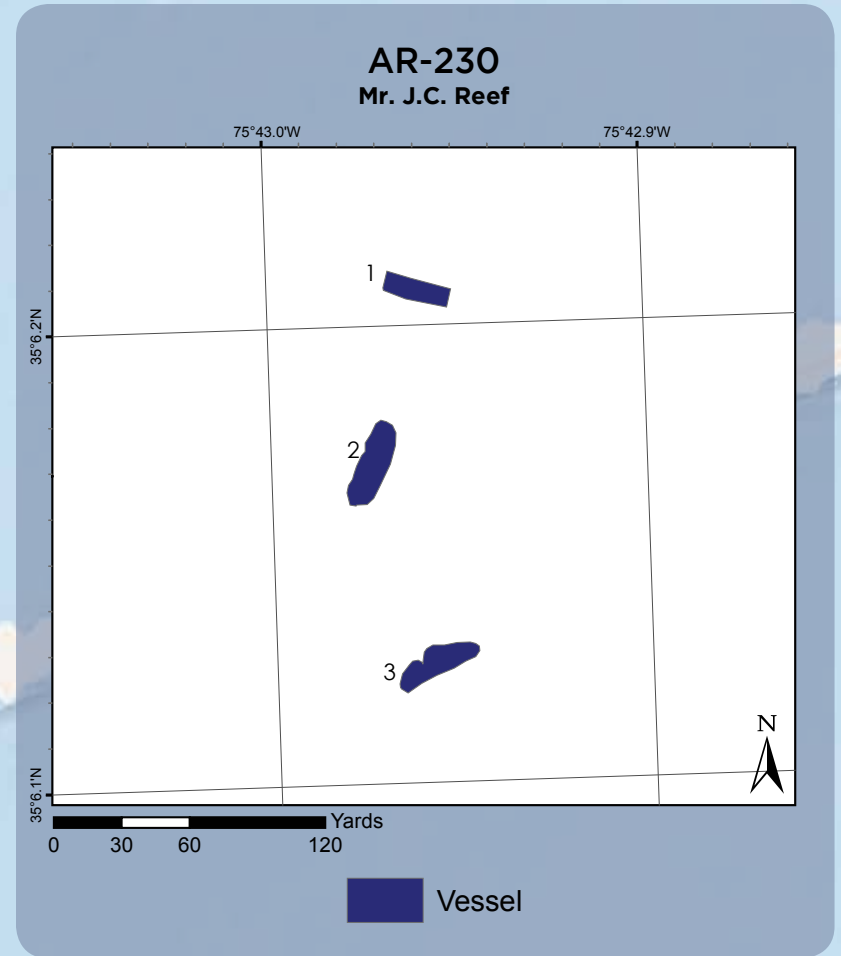 AR-230
Mr. J.C. Reef
75°43.0'W 75°42.9'W
1
35°6.2'N
2
3
N
35°6.1'N
Yards
0 30 60 120
Vessel